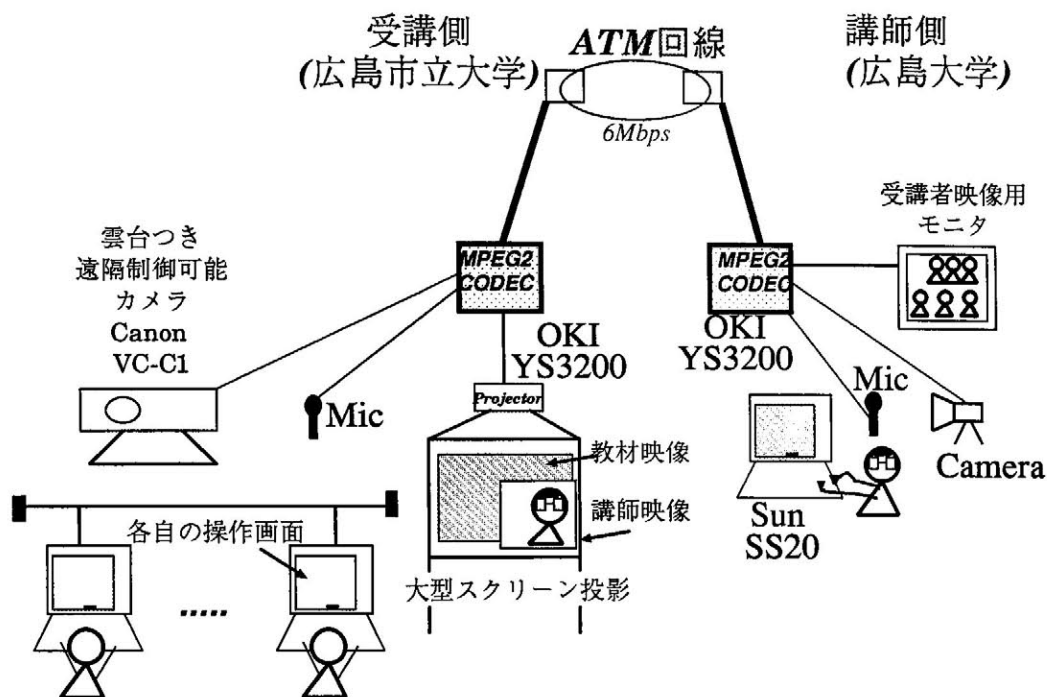 受講側
(広島市立大学)
ATM回線
6Mbps
講師側
(広島大学)
受講者映像用
モニタ
雲台つき
遠隔制御可能
カメラ
Canon
VC-C1
MPEG2
CODEC
OKI
YS3200
MPEG2
CODEC
OKI
YS3200
Mic
Projector
教材映像
講師映像
大型スクリーン投影
Mic
Camera
Sun
SS20
各自の操作画面
.....